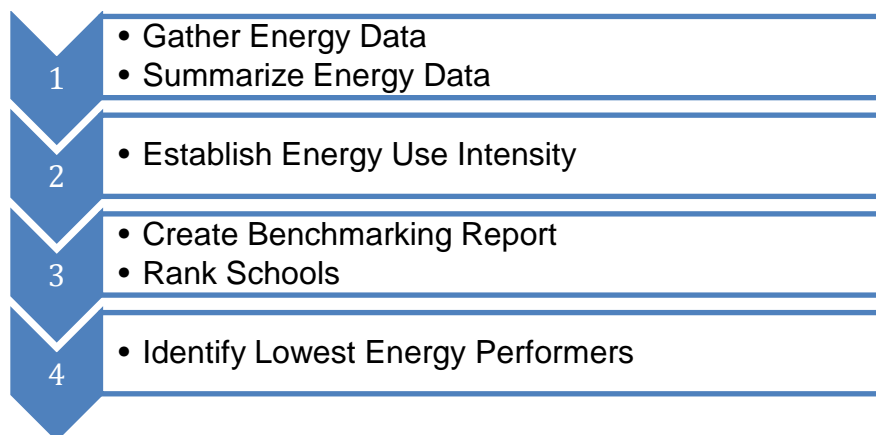 1
• Gather Energy Data
• Summarize Energy Data
2
• Establish Energy Use Intensity
3
• Create Benchmarking Report
• Rank Schools
4
• Identify Lowest Energy Performers